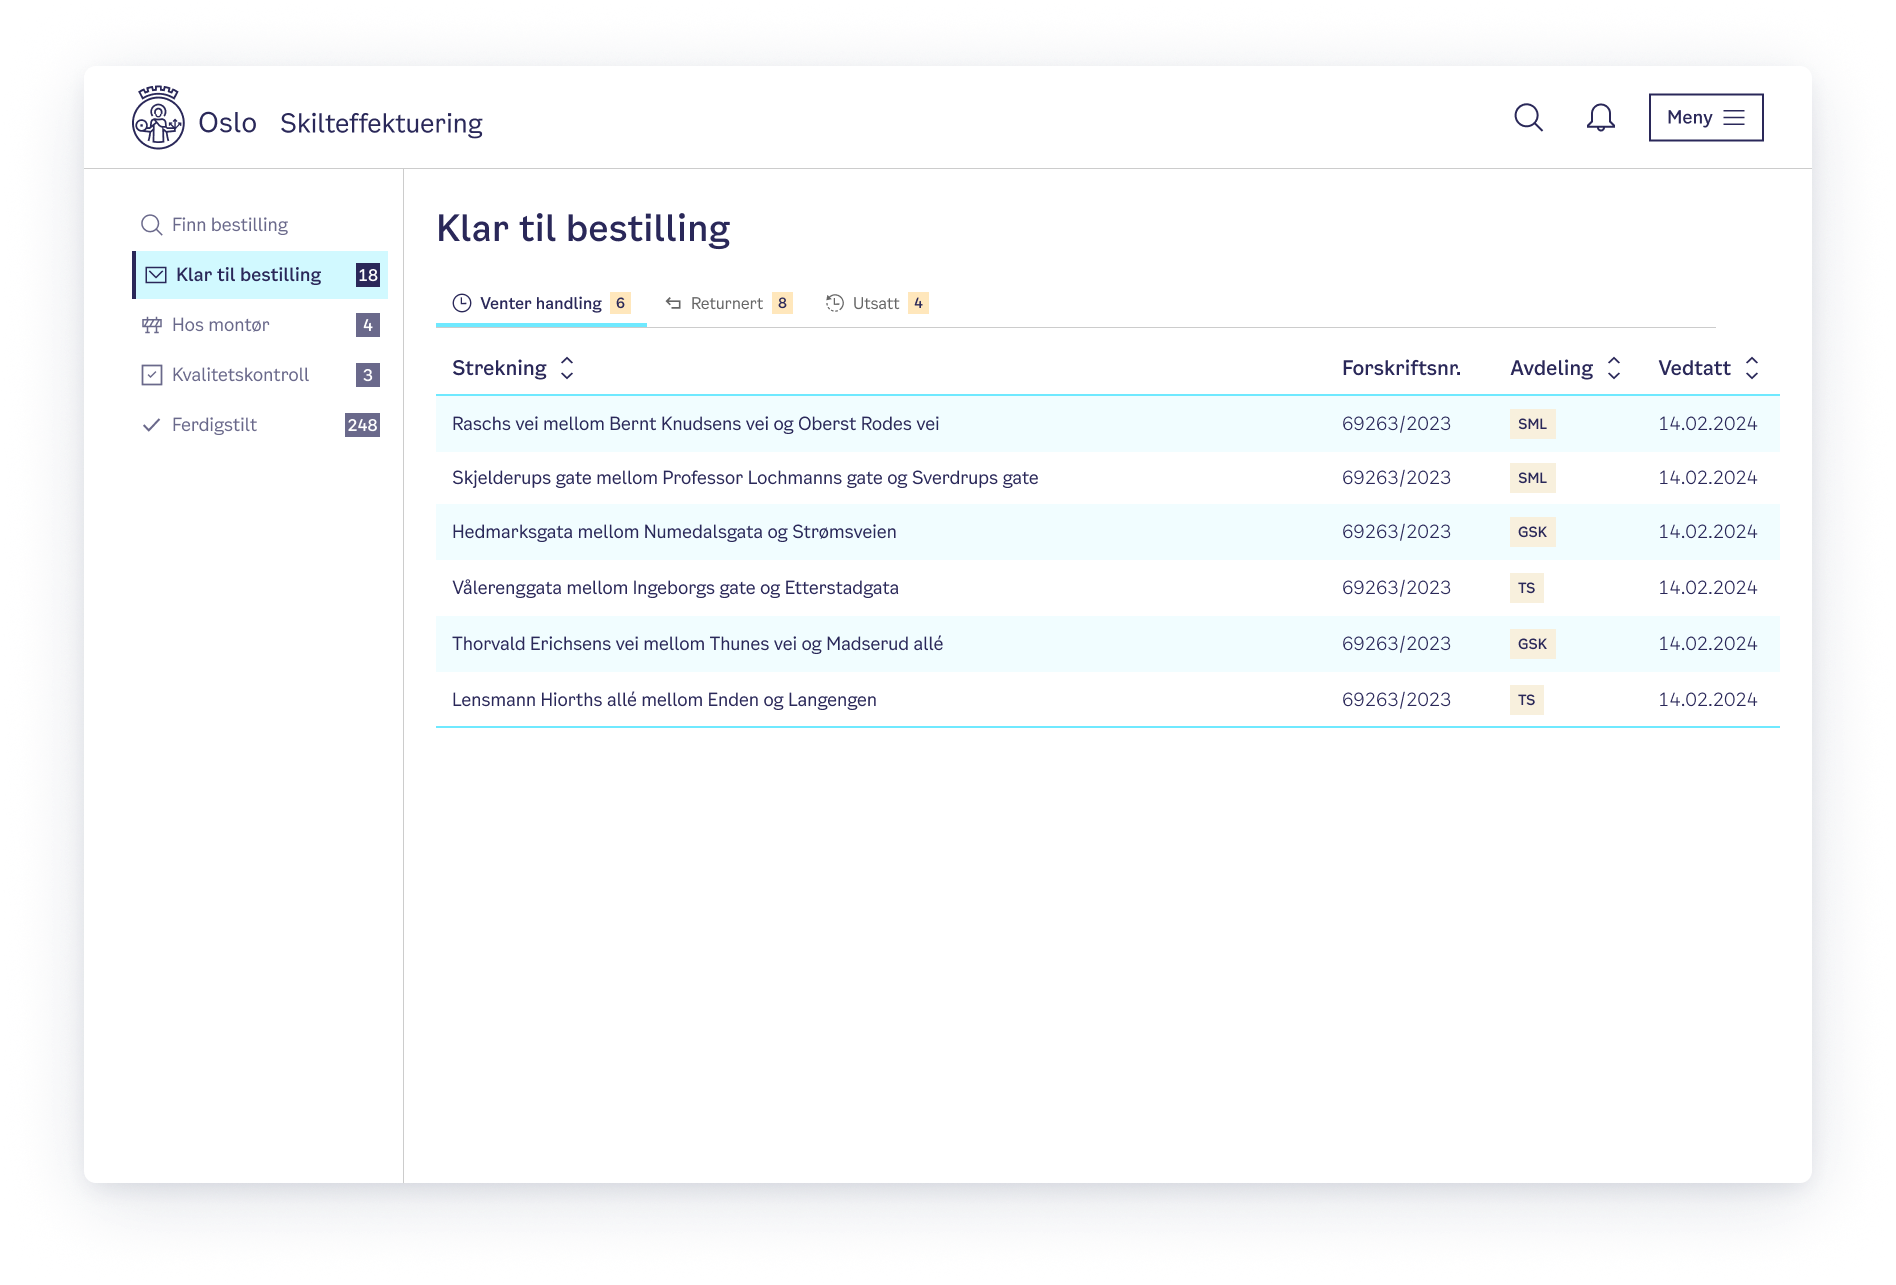 Oslo Skilteffektuering
Meny
Finn bestilling
Klar til bestilling 18
Hos montør 4
Kvalitetskontroll 3
Ferdigstilt 248
Klar til bestilling
Venter handling 6 Returnert 8 Utsatt 4
Strekning Forskriftsnr. Avdeling Vedtatt
Raschs vei mellom Bernt Knudsens vei og Oberst Rodes vei 69263/2023 SML 14.02.2024
Skjelderups gate mellom Professor Lochmanns gate og Sverdrups gate 69263/2023 SML 14.02.2024
Hedmarksgata mellom Numedalsgata og Strømsveien 69263/2023 GSK 14.02.2024
Vålerenggata mellom Ingeborgs gate og Etterstadgata 69263/2023 TS 14.02.2024
Thorvald Erichsens vei mellom Thunes vei og Madserud allé 69263/2023 GSK 14.02.2024
Lensmann Hiorths allé mellom Enden og Langengen 69263/2023 TS 14.02.2024